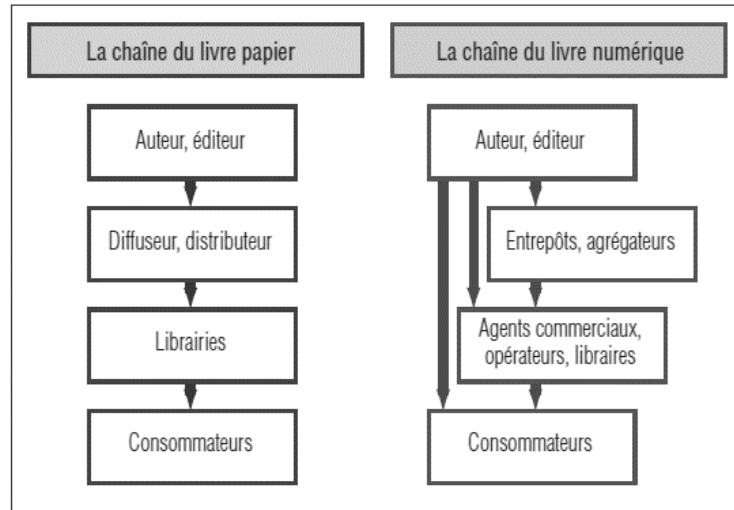 La chaîne du livre papier
Auteur, éditeur
Diffuseur, distributeur
Librairies
Consommateurs
La chaîne du livre numérique
Auteur, éditeur
Entrepôts, agrégateurs
Agents commerciaux,
opérateurs, libraires
Consommateurs